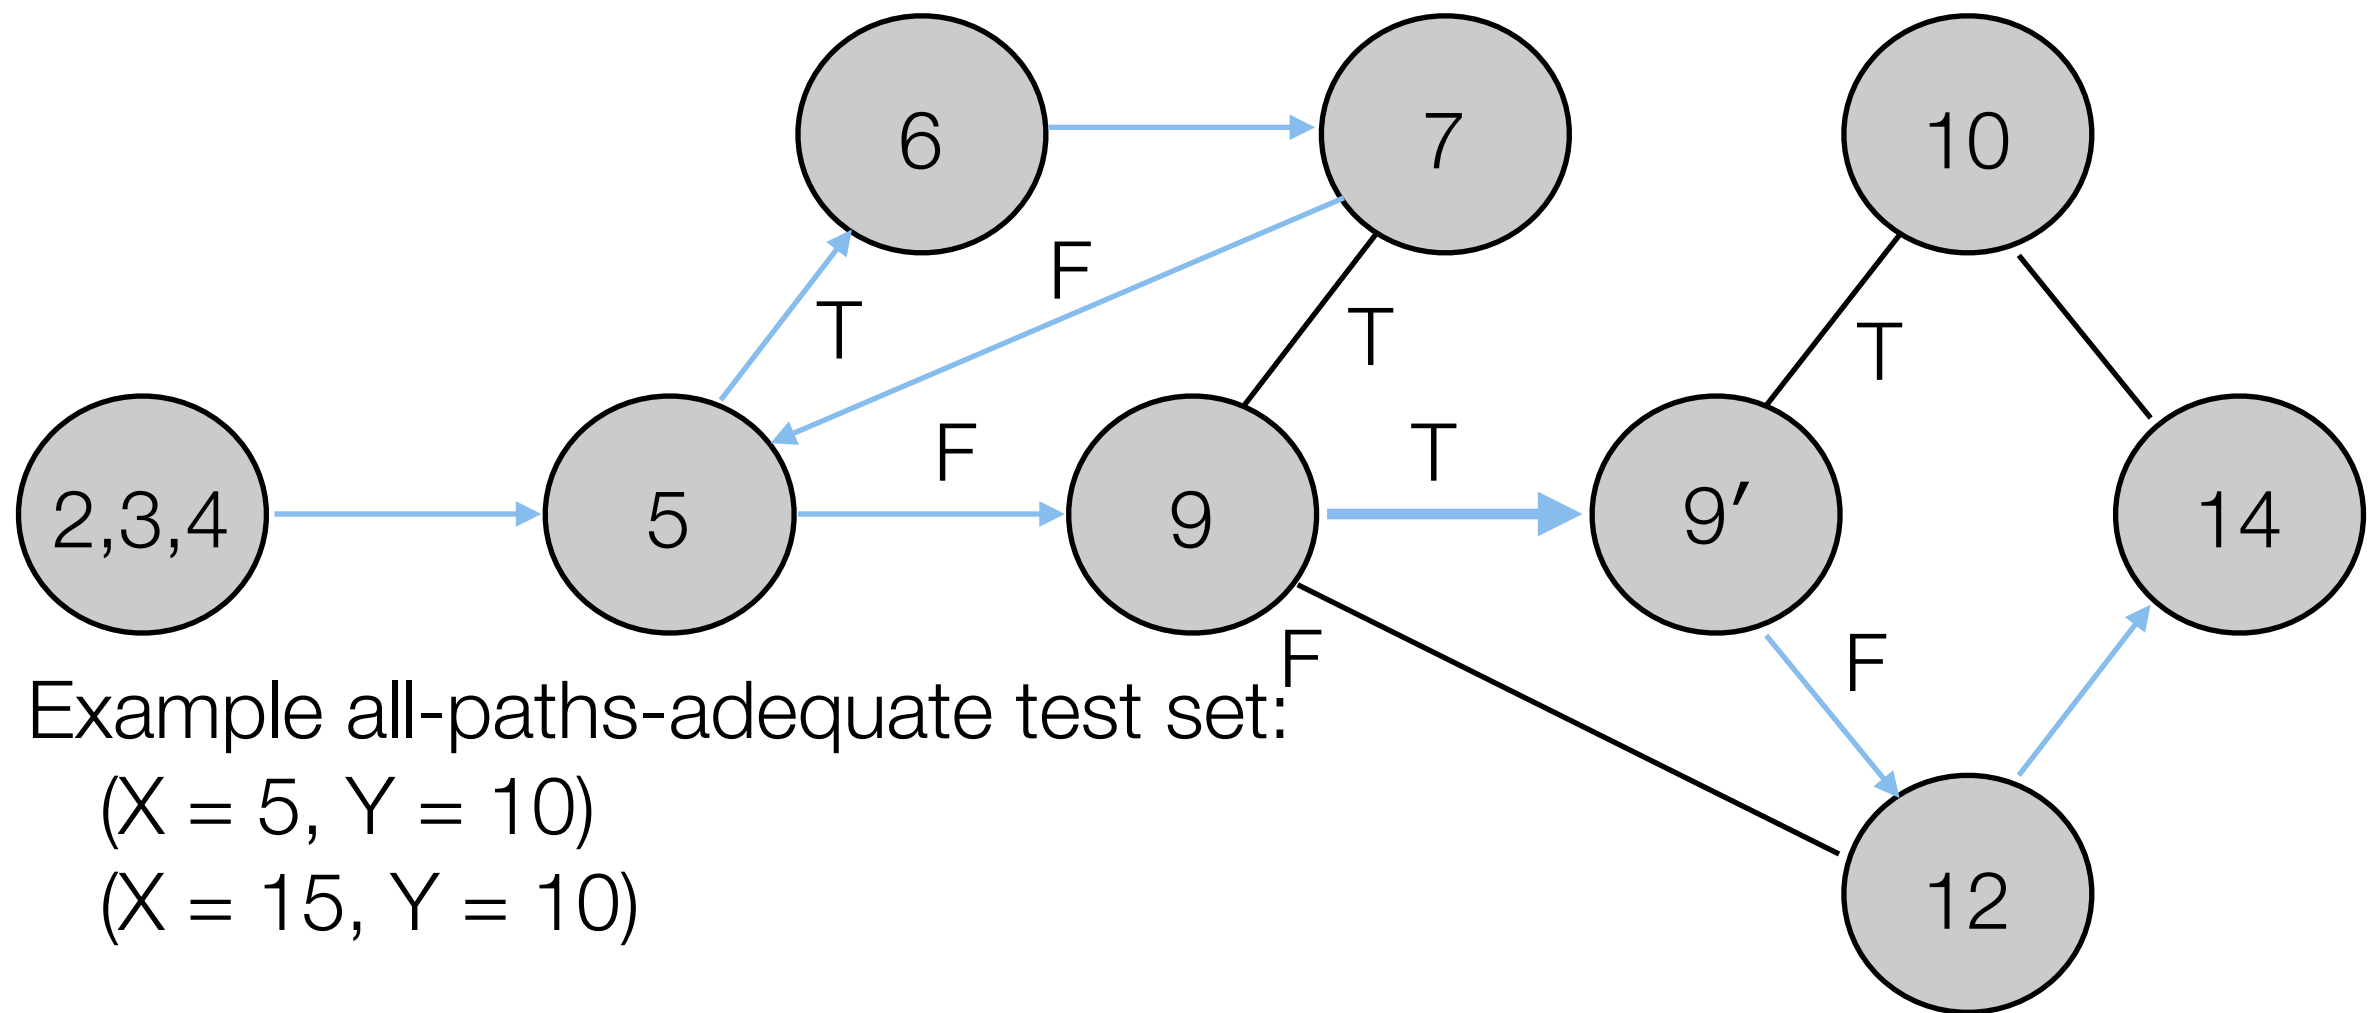 6
7
10
F
T
T
T
F
T
2,3,4
5
9
9′
14
F
F
Example all-paths-adequate test set:
(X = 5, Y = 10)
(X = 15, Y = 10)
12